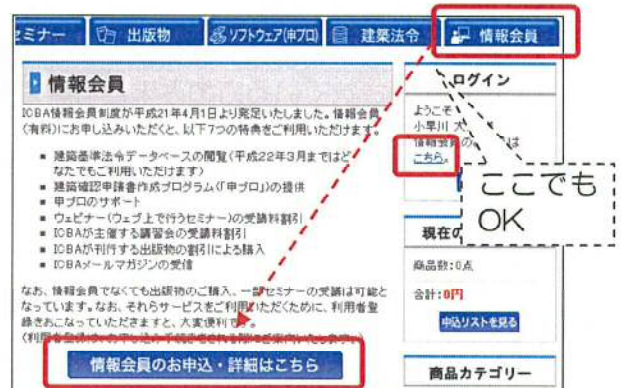 ミナー 出版物 ソフトウェア(申プロ) 建築法令 情報会員
情報会員
ICBA情報会員制度が平成21年4月1日より発足いたしました。情報会員
(有料)にお申し込みいただくと、以下7つの特典をご利用いただけます。
■ 建築基準法令データベースの閲覧(平成22年3月まではど
なたでもご利用いただけます)
■ 建築確認申請書作成プログラム(「申プロ」)の提供
■ 申プロのサポート
■ ウェビナー(ウェブ上で行うセミナー)の受講料割引
■ ICBAが主催する講習会の受講料割引
■ ICBAが刊行する出版物の割引による購入
■ ICBAメールマガジンの受信
なお、情報会員でなくても出版物のご購入、一部セミナーの受講は可能と
なっています。なお、それらサービスをご利用いただくために、利用者登
録をおこなっていただきますと、大変便利です。
情報会員のお申込・詳細はこちら
ログイン
ようこそ
小早川 大
情報会員の は
こちら。
ここでも
OK
現在の
商品数:0点
合計:0円
申込リストを見る
商品カテゴリー